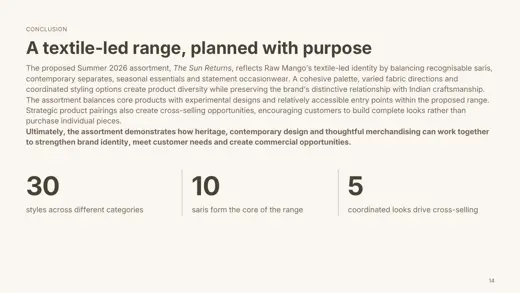 CONCLUSION
A textile-led range, planned with purpose
The proposed Summer 2026 assortment, The Sun Returns, reflects Raw Mango's textile-led identity by balancing recognisable saris,
contemporary separates, seasonal essentials and statement occasionwear. A cohesive palette, varied fabric directions and
coordinated styling options create product diversity while preserving the brand's distinctive relationship with Indian craftsmanship.
The assortment balances core products with experimental designs and relatively accessible entry points within the proposed range.
Strategic product pairings also create cross-selling opportunities, encouraging customers to build complete looks rather than
purchase individual pieces.
Ultimately, the assortment demonstrates how heritage, contemporary design and thoughtful merchandising can work together
to strengthen brand identity, meet customer needs and create commercial opportunities.
30
styles across different categories
10
saris form the core of the range
5
coordinated looks drive cross-selling
14